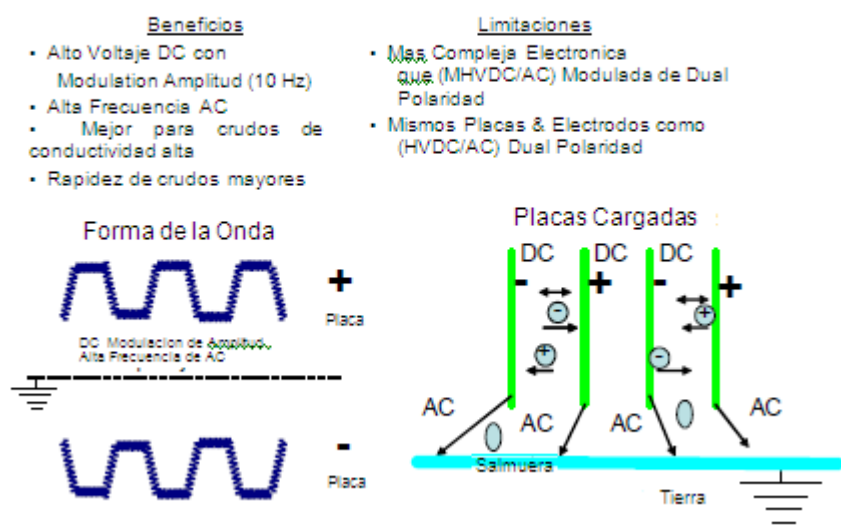 Beneficios
▪ Alto Voltaje DC con
Modulation Amplitud (10 Hz)
▪ Alta Frecuencia AC
▪ Mejor para crudos de
conductividad alta
▪ Rapidez de crudos mayores
Limitaciones
▪ Mas Compleja Electronica
que (MHVDC/AC) Modulada de Dual
Polaridad
▪ Mismos Placas & Electrodos como
(HVDC/AC) Dual Polaridad
Forma de la Onda
+
Placa
DC Modulacion de Amplitud,
Alta Frecuencia de AC
-
Placa
Placas Cargadas
DC DC DC
- + - +
- +
+ -
AC AC AC AC
Salmuera
Tierra